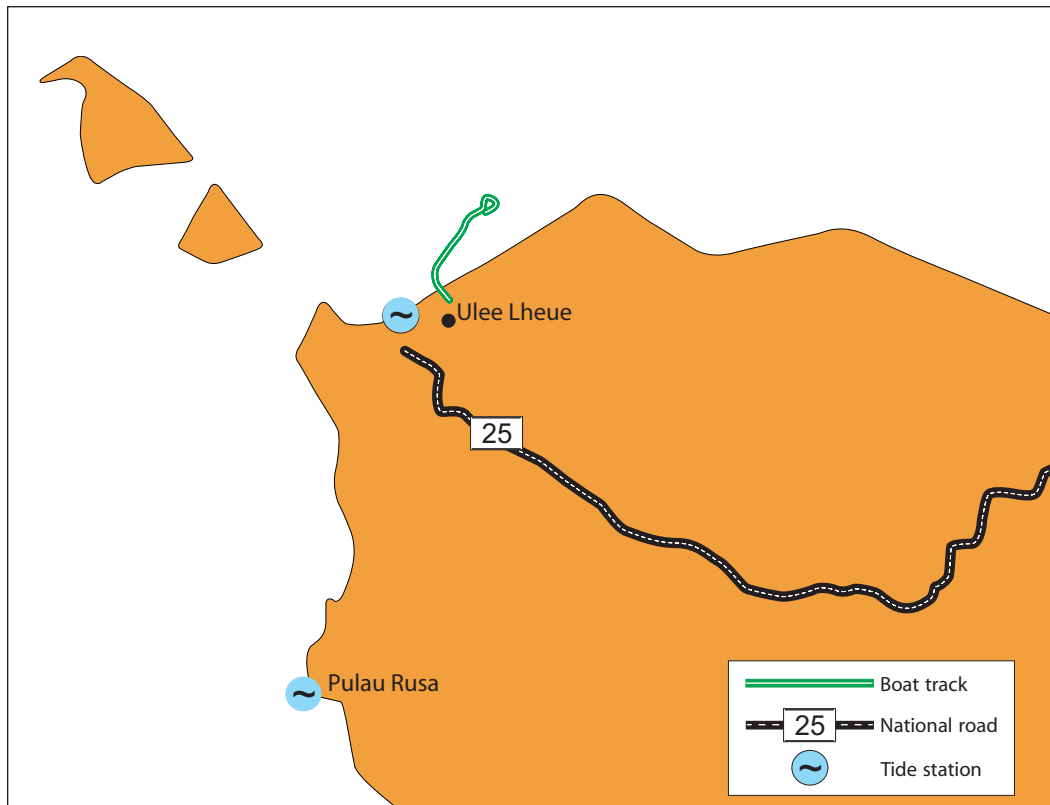 ~ Ulee Lheue
25
~ Pulau Rusa
Boat track
25 National road
~ Tide station